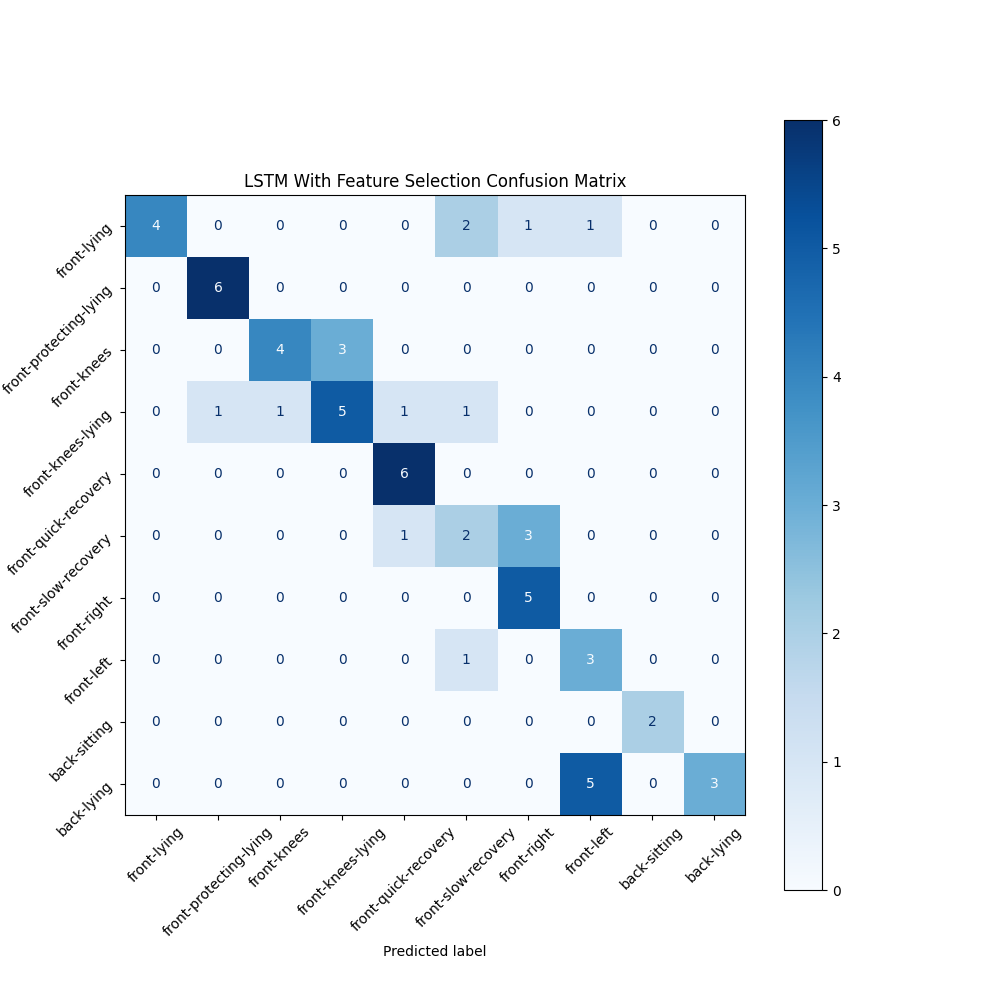 LSTM With Feature Selection Confusion Matrix
front-lying 4 0 0 0 0 2 1 1 0 0
front-protecting-lying 0 6 0 0 0 0 0 0 0 0
front-knees 0 0 4 3 0 0 0 0 0 0
front-knees-lying 0 1 1 5 1 1 0 0 0 0
front-quick-recovery 0 0 0 0 6 0 0 0 0 0
front-slow-recovery 0 0 0 0 1 2 3 0 0 0
front-right 0 0 0 0 0 0 5 0 0 0
front-left 0 0 0 0 0 1 0 3 0 0
back-sitting 0 0 0 0 0 0 0 0 2 0
back-lying 0 0 0 0 0 0 0 5 0 3
front-lying
front-protecting-lying
front-knees
front-knees-lying
front-quick-recovery
front-slow-recovery
front-right
front-left
back-sitting
back-lying
Predicted label
6
5
4
3
2
1
0